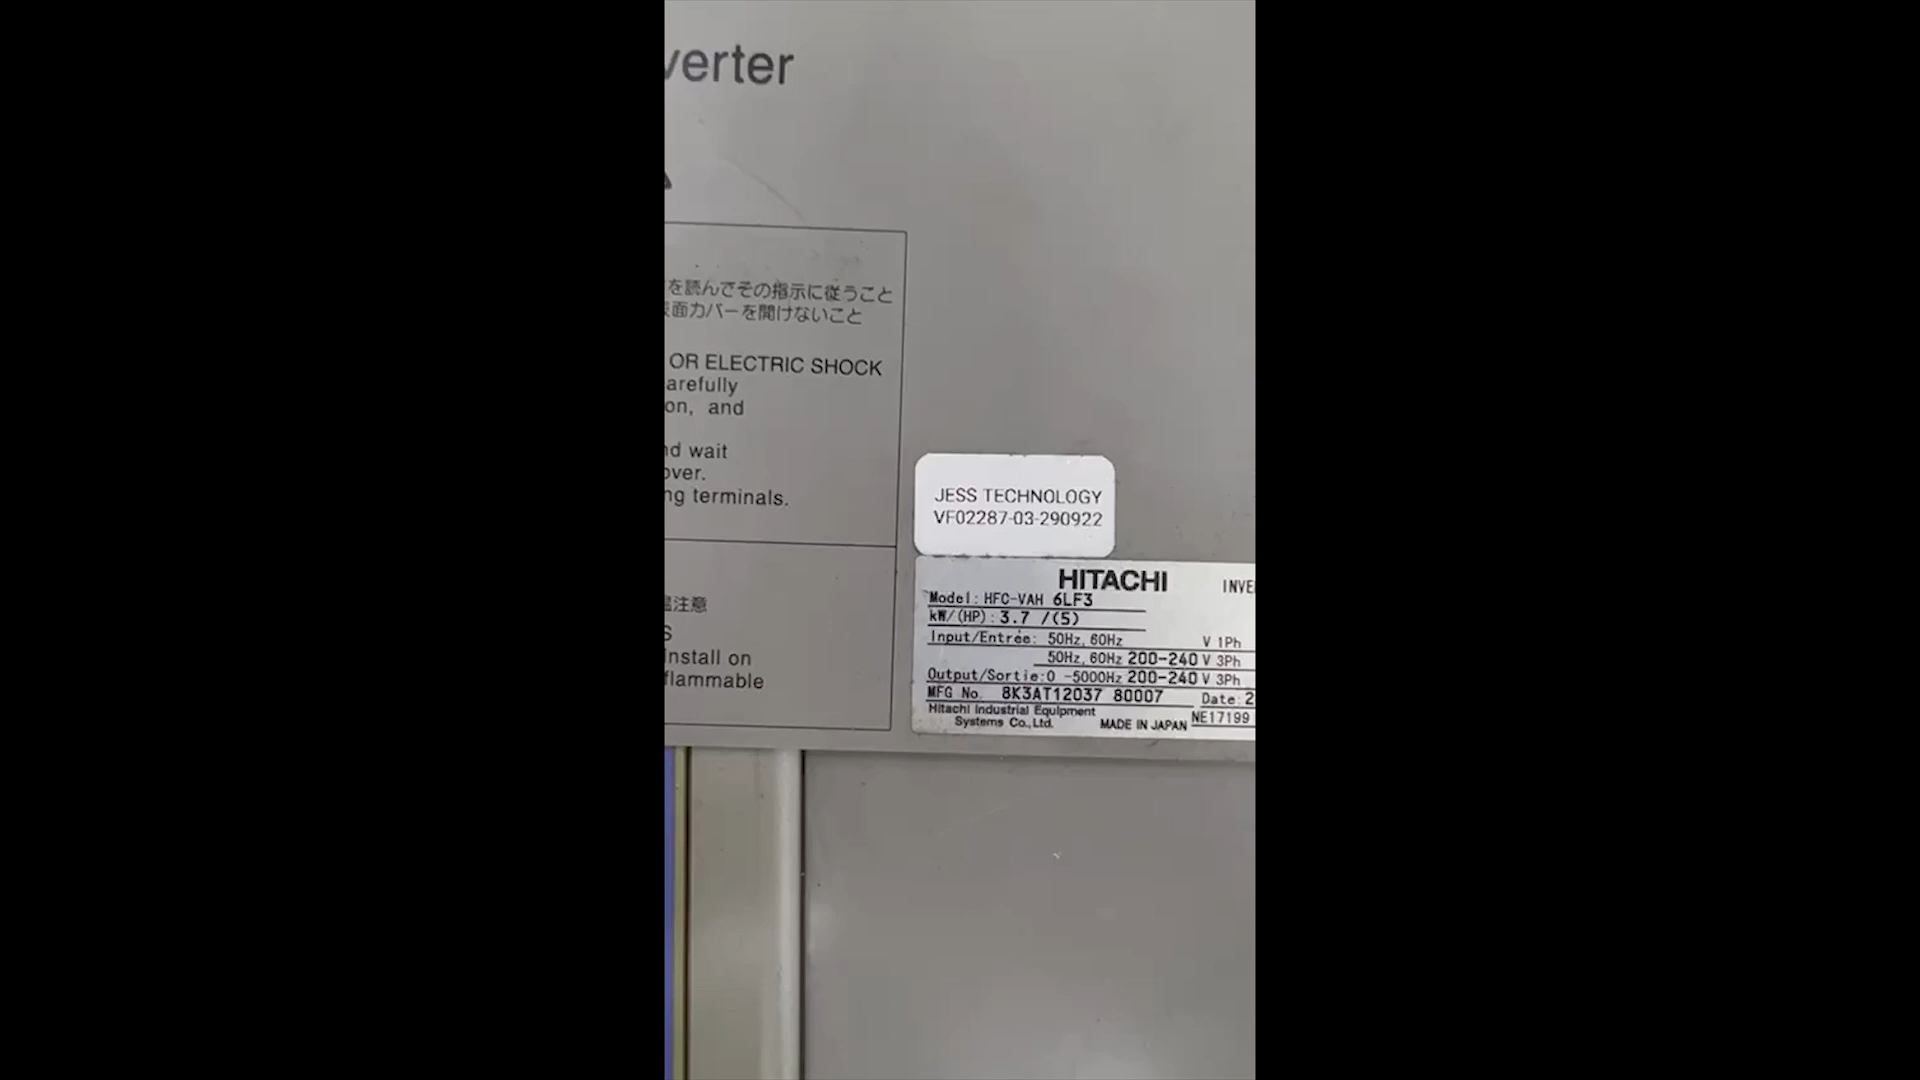 verter
を読んでその指示に従うこと
表面カバーを開けないこと
OR ELECTRIC SHOCK
arefully
on, and
nd wait
over.
ng terminals.
注意
S
install on
flammable
JESS TECHNOLOGY
VF02287-03-290922
HITACHI INVE
Model: HFC-VAH 6LF3
kW/(HP): 3.7 /(5)
Input/Entrée: 50Hz, 60Hz V 1Ph
50Hz, 60Hz 200-240 V 3Ph
Output/Sortie: 0 -5000Hz 200-240 V 3Ph
MFG No. 8K3AT12037 80007 Date: 2
Hitachi Industrial Equipment
Systems Co., Ltd. MADE IN JAPAN NE17199